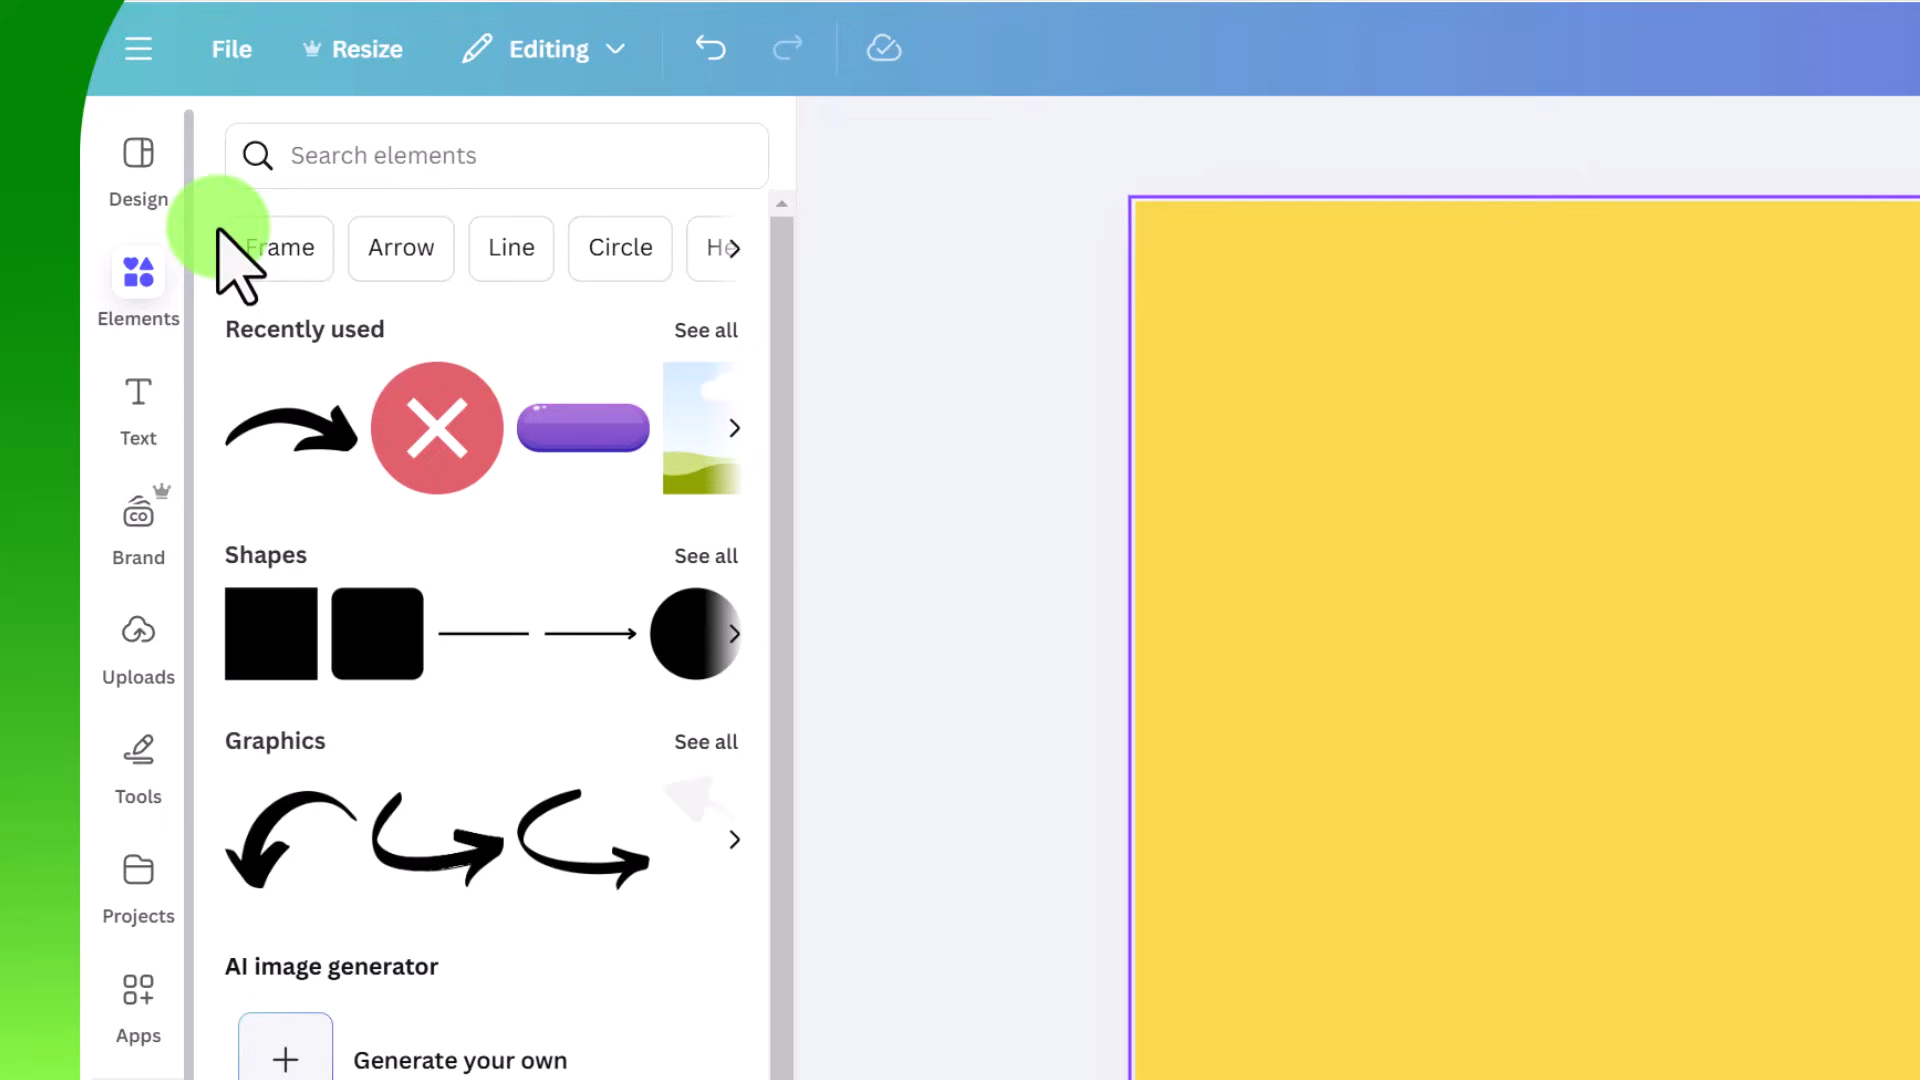 File
Resize
Editing
Search elements
Design
Frame
Arrow
Line
Circle
Elements
Recently used
See all
Text
Brand
CO
Shapes
See all
Uploads
Graphics
See all
Tools
Projects
AI image generator
Apps
Generate your own